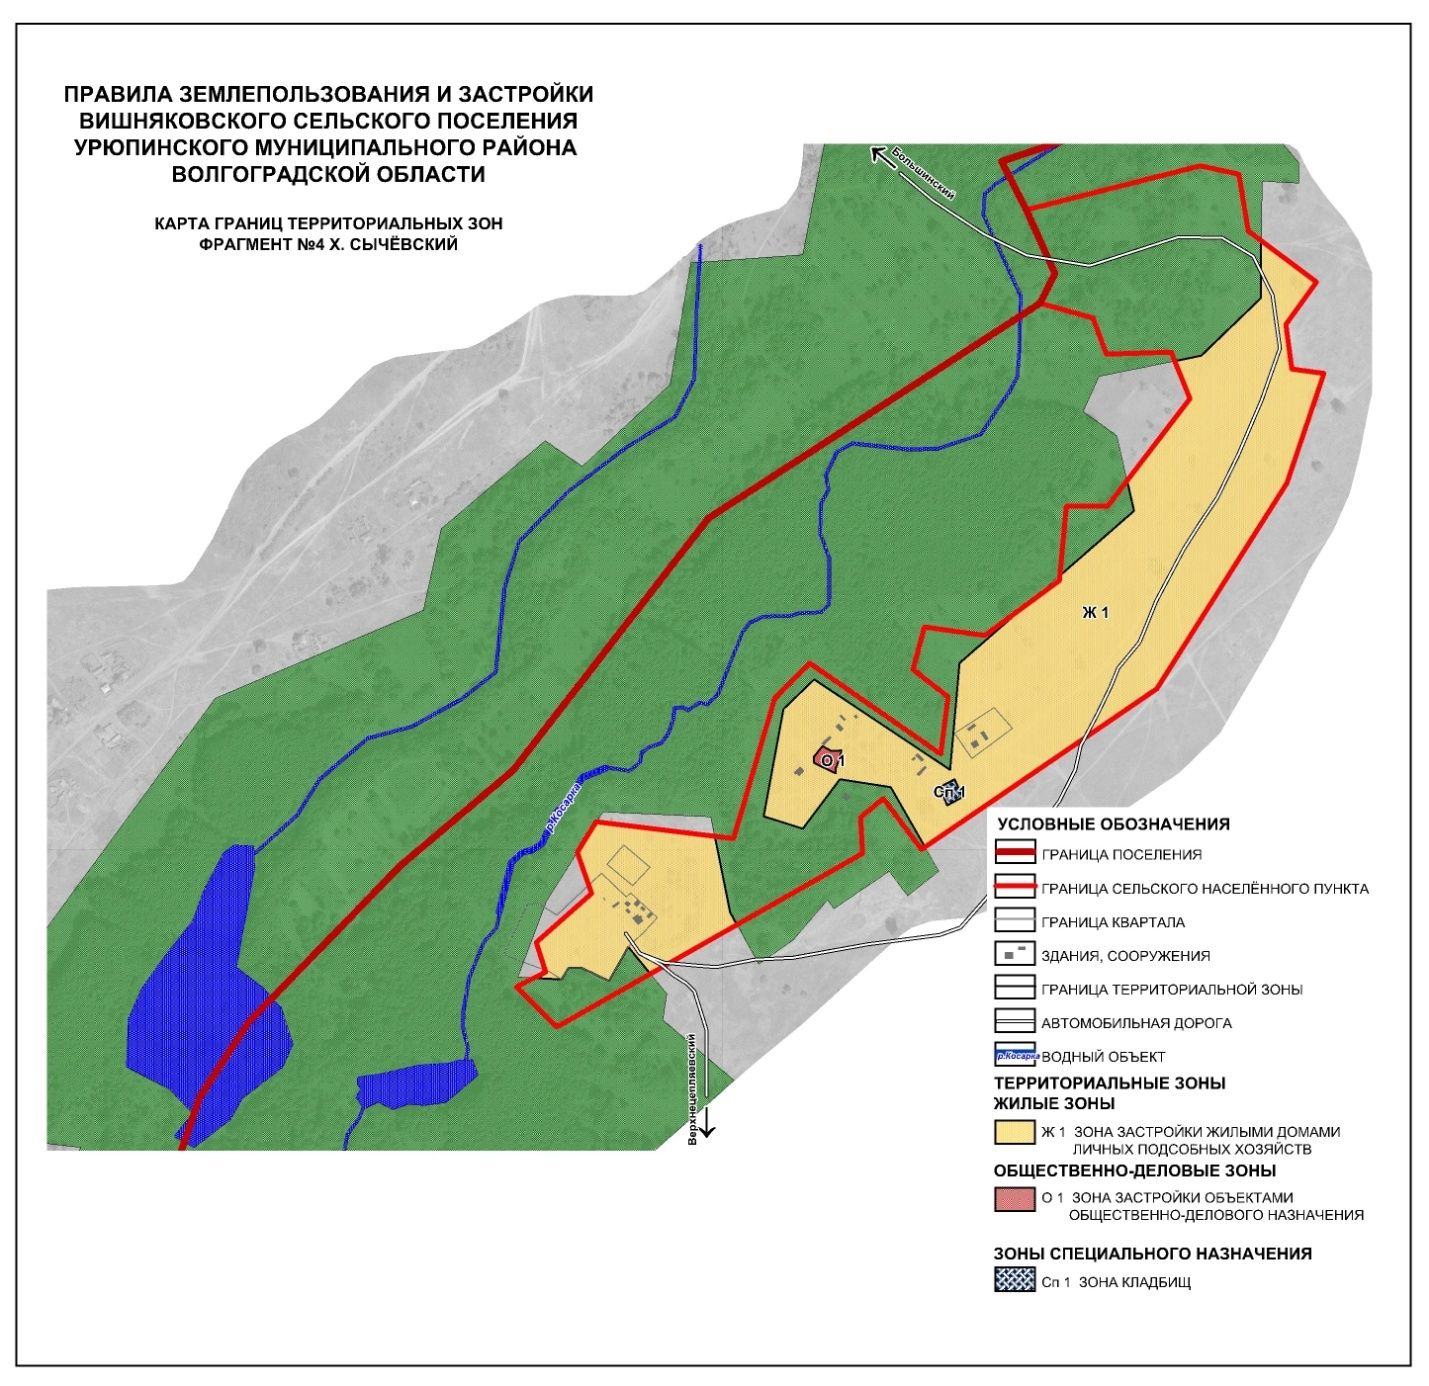 ПРАВИЛА ЗЕМЛЕПОЛЬЗОВАНИЯ И ЗАСТРОЙКИ
ВИШНЯКОВСКОГО СЕЛЬСКОГО ПОСЕЛЕНИЯ
УРЮПИНСКОГО МУНИЦИПАЛЬНОГО РАЙОНА
ВОЛГОГРАДСКОЙ ОБЛАСТИ
КАРТА ГРАНИЦ ТЕРРИТОРИАЛЬНЫХ ЗОН
ФРАГМЕНТ №4 Х. СЫЧЁВСКИЙ
Большинский
Ж 1
О 1
Сп 1
р.Косарка
Верхнецепляевский
УСЛОВНЫЕ ОБОЗНАЧЕНИЯ
ГРАНИЦА ПОСЕЛЕНИЯ
ГРАНИЦА СЕЛЬСКОГО НАСЕЛЁННОГО ПУНКТА
ГРАНИЦА КВАРТАЛА
ЗДАНИЯ, СООРУЖЕНИЯ
ГРАНИЦА ТЕРРИТОРИАЛЬНОЙ ЗОНЫ
АВТОМОБИЛЬНАЯ ДОРОГА
р.Косарка ВОДНЫЙ ОБЪЕКТ
ТЕРРИТОРИАЛЬНЫЕ ЗОНЫ
ЖИЛЫЕ ЗОНЫ
Ж 1 ЗОНА ЗАСТРОЙКИ ЖИЛЫМИ ДОМАМИ
ЛИЧНЫХ ПОДСОБНЫХ ХОЗЯЙСТВ
ОБЩЕСТВЕННО-ДЕЛОВЫЕ ЗОНЫ
О 1 ЗОНА ЗАСТРОЙКИ ОБЪЕКТАМИ
ОБЩЕСТВЕННО-ДЕЛОВОГО НАЗНАЧЕНИЯ
ЗОНЫ СПЕЦИАЛЬНОГО НАЗНАЧЕНИЯ
Сп 1 ЗОНА КЛАДБИЩ